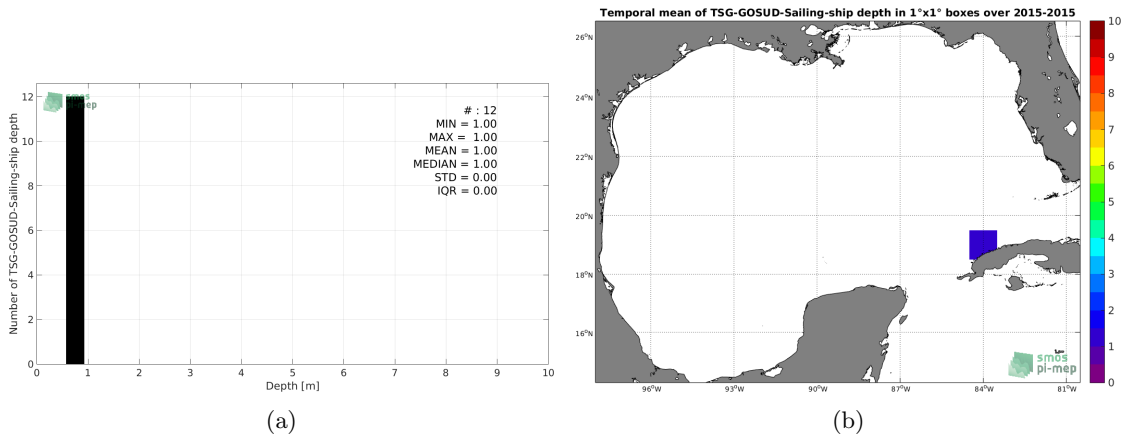 Temporal mean of TSG-GOSUD-Sailing-ship depth in 1°x1° boxes over 2015-2015
smos
pi-mep
Number of TSG-GOSUD-Sailing-ship depth
12
10
8
6
4
2
0
# : 12
MIN = 1.00
MAX = 1.00
MEAN = 1.00
MEDIAN = 1.00
STD = 0.00
IQR = 0.00
0 1 2 3 4 5 6 7 8 9 10
Depth [m]
(a)
26°N
24°N
22°N
20°N
18°N
16°N
96°W 93°W 90°W 87°W 84°W 81°W
smos
pi-mep
10
9
8
7
6
5
4
3
2
1
0
(b)